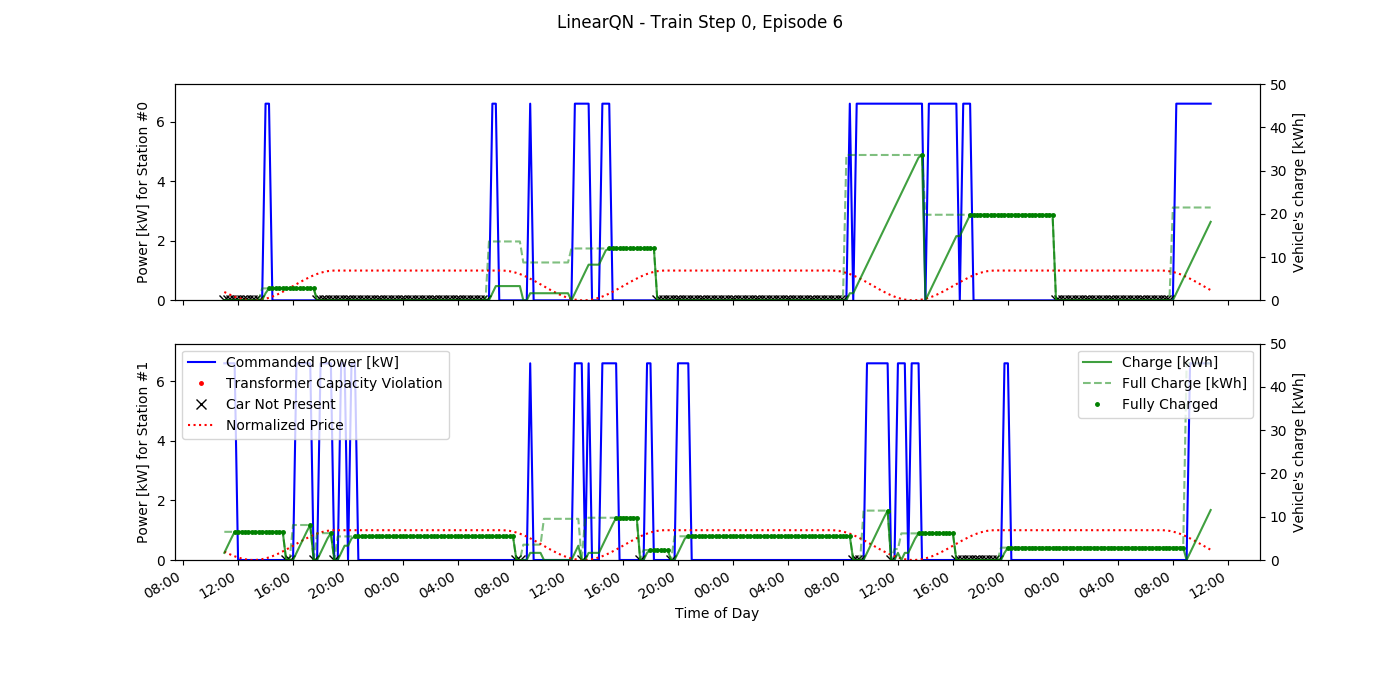 LinearQN - Train Step 0, Episode 6
Power [kW] for Station #0
0
2
4
6
0
10
20
30
40
50
Vehicle's charge [kWh]
Power [kW] for Station #1
0
2
4
6
Commanded Power [kW]
Transformer Capacity Violation
Car Not Present
Normalized Price
Charge [kWh]
Full Charge [kWh]
Fully Charged
0
10
20
30
40
50
Vehicle's charge [kWh]
08:00 12:00 16:00 20:00 00:00 04:00 08:00 12:00 16:00 20:00 00:00 04:00 08:00 12:00 16:00 20:00 00:00 04:00 08:00 12:00
Time of Day